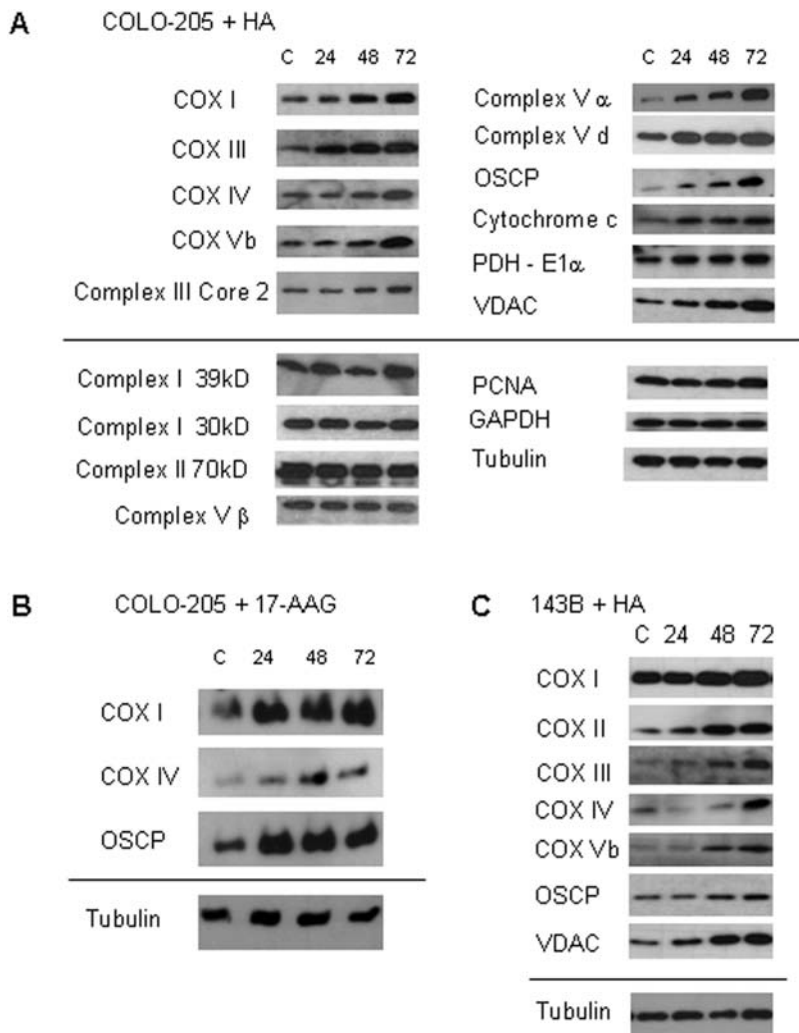 A
COLO-205 + HA
C 24 48 72
COX I
COX III
COX IV
COX Vb
Complex III Core 2
C 24 48 72
Complex V α
Complex V d
OSCP
Cytochrome c
PDH - E1α
VDAC
Complex I 39kD
Complex I 30kD
Complex II 70kD
Complex V β
PCNA
GAPDH
Tubulin
B
COLO-205 + 17-AAG
C 24 48 72
COX I
COX IV
OSCP
Tubulin
C
143B + HA
C 24 48 72
COX I
COX II
COX III
COX IV
COX Vb
OSCP
VDAC
Tubulin